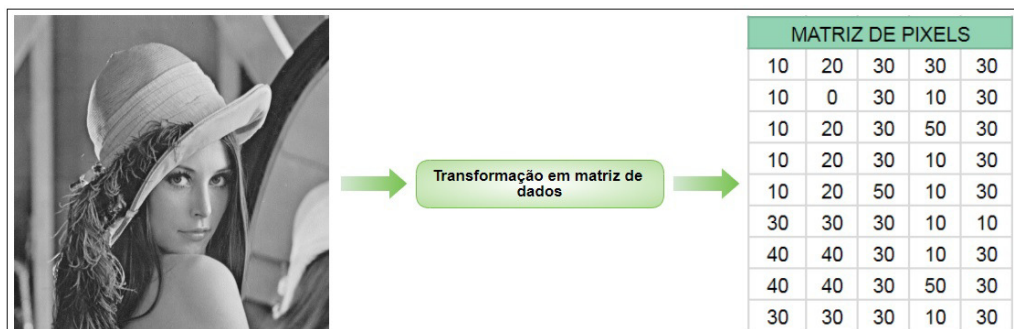 Transformação em matriz de
dados
MATRIZ DE PIXELS
10 20 30 30 30
10 0 30 10 30
10 20 30 50 30
10 20 30 10 30
10 20 50 10 30
30 30 30 10 10
40 40 30 10 30
40 40 30 50 30
30 30 30 10 30